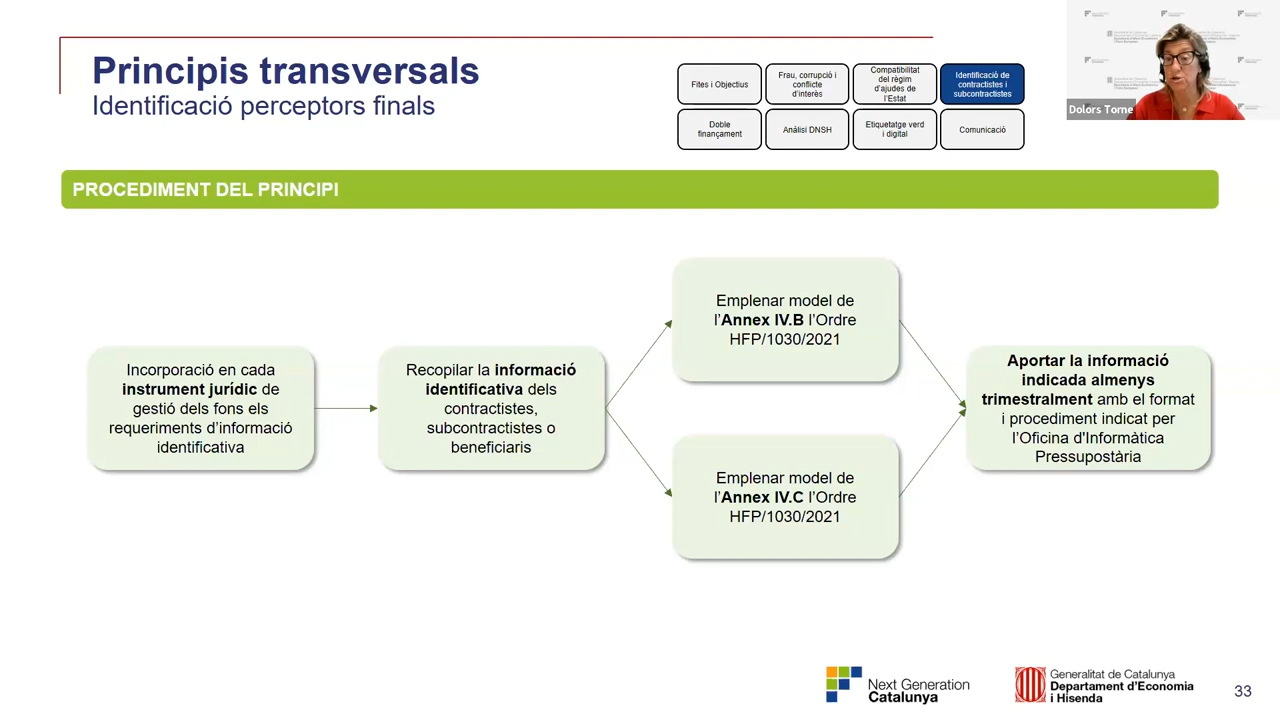 Principis transversals
Identificació perceptors finals
Fites i Objectius
Frau, corrupció i
conflicte
d'interès
Compatibilitat
del règim
d'ajudes de
l'Estat
Identificació de
contractistes i
subcontractistes
Doble
finançament
Anàlisi DNSH
Etiquetatge verd
i digital
Comunicació
Dolors Torne
PROCEDIMENT DEL PRINCIPI
Incorporació en cada
instrument jurídic de
gestió dels fons els
requeriments d'informació
identificativa
Recopilar la informació
identificativa dels
contractistes,
subcontractistes o
beneficiaris
Emplenar model de
l'Annex IV.B l'Ordre
HFP/1030/2021
Emplenar model de
l'Annex IV.C l'Ordre
HFP/1030/2021
Aportar la informació
indicada almenys
trimestralment amb el format
i procediment indicat per
l'Oficina d'Informàtica
Pressupostària
Next Generation
Catalunya
Generalitat de Catalunya
Departament d'Economia
i Hisenda
33